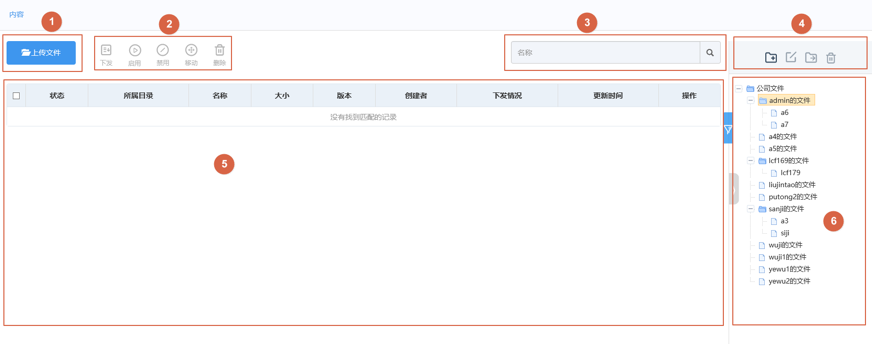 内容
1
2
3
4
上传文件
下发 启用 禁用 移动 删除
名称
状态 所属目录 名称 大小 版本 创建者 下发情况 更新时间 操作
没有找到匹配的记录
5
公司文件
admin的文件
a6
a7
a4的文件
a5的文件
lcf169的文件
lcf179
liujintao的文件
putong2的文件
sanji的文件
a3
siji
6
wuji的文件
wuji1的文件
yewu1的文件
yewu2的文件